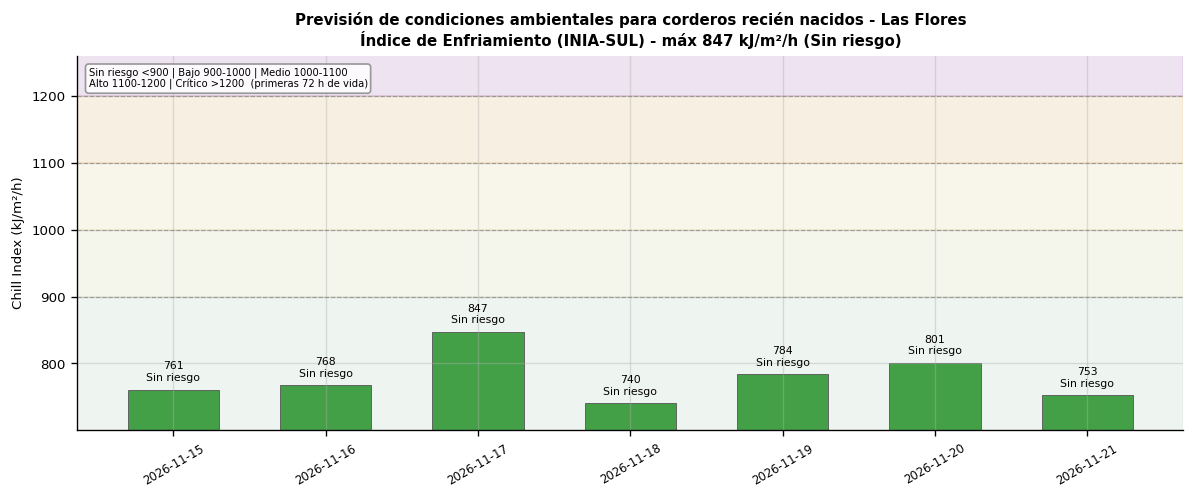 Previsión de condiciones ambientales para corderos recién nacidos - Las Flores
Índice de Enfriamiento (INIA-SUL) - máx 847 kJ/m²/h (Sin riesgo)
Sin riesgo <900 | Bajo 900-1000 | Medio 1000-1100
Alto 1100-1200 | Crítico >1200  (primeras 72 h de vida)
Chill Index (kJ/m²/h)
1200
1100
1000
900
800
761
Sin riesgo
768
Sin riesgo
847
Sin riesgo
740
Sin riesgo
784
Sin riesgo
801
Sin riesgo
753
Sin riesgo
2026-11-15
2026-11-16
2026-11-17
2026-11-18
2026-11-19
2026-11-20
2026-11-21